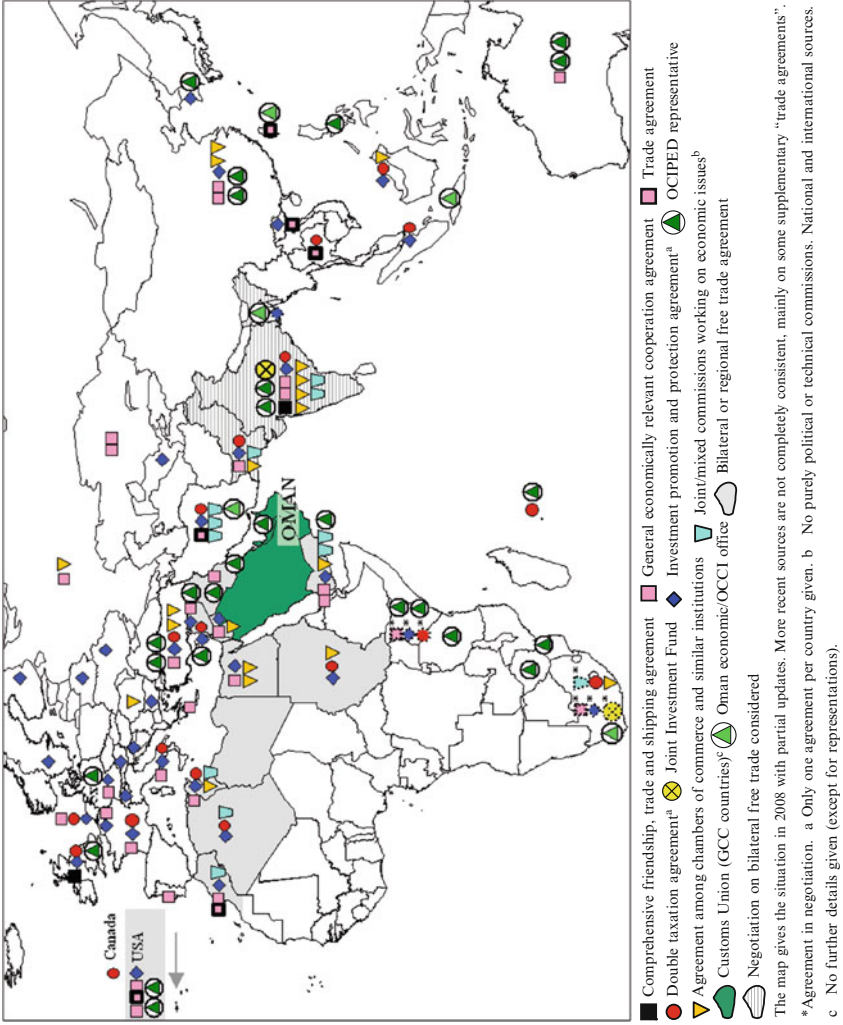 Canada
USA
OMAN
Comprehensive friendship, trade and shipping agreement General economically relevant cooperation agreement Trade agreement
Double taxation agreementa Joint Investment Fund Investment promotion and protection agreementa OCIPED representative
Agreement among chambers of commerce and similar institutions Joint/mixed commissions working on economic issuesb
Customs Union (GCC countries)c Oman economic/OCCI office Bilateral or regional free trade agreement
Negotiation on bilateral free trade considered
The map gives the situation in 2008 with partial updates. More recent sources are not completely consistent, mainly on some supplementary “trade agreements”.
*Agreement in negotiation. a Only one agreement per country given. b No purely political or technical commissions. National and international sources.
c No further details given (except for representations).